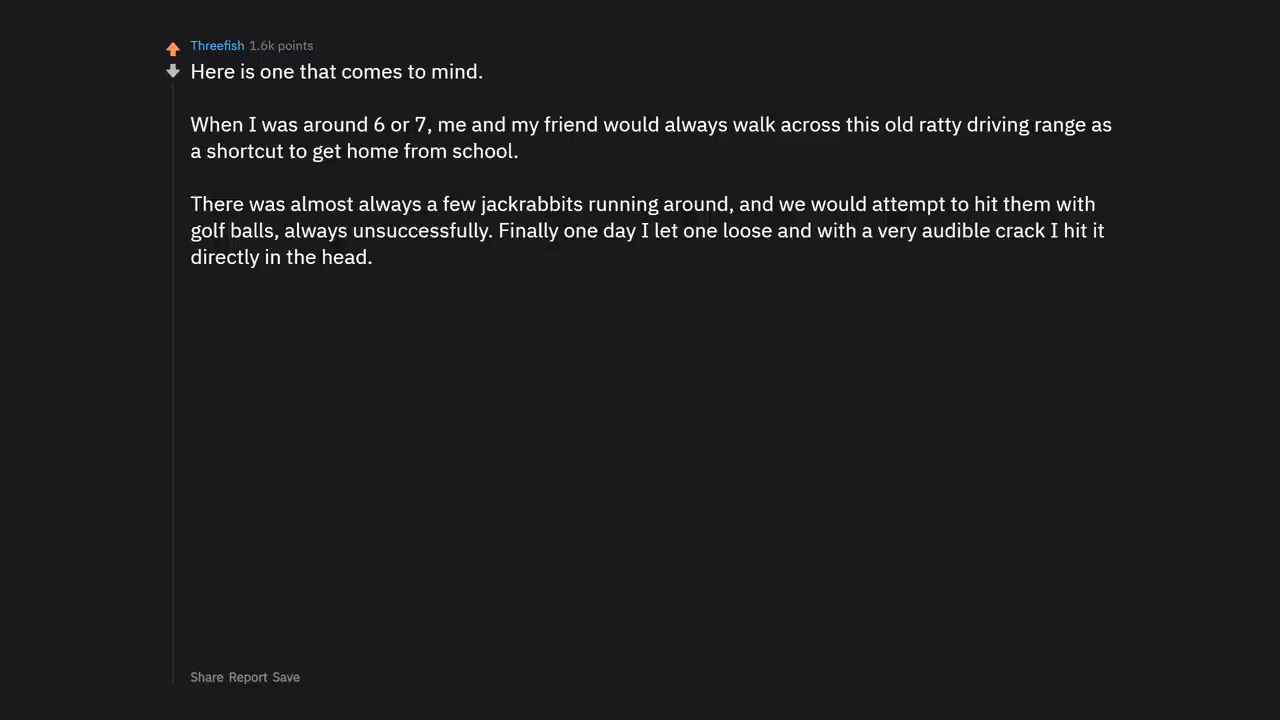 Threefish 1.6k points
Here is one that comes to mind.
When I was around 6 or 7, me and my friend would always walk across this old ratty driving range as
a shortcut to get home from school.
There was almost always a few jackrabbits running around, and we would attempt to hit them with
golf balls, always unsuccessfully. Finally one day I let one loose and with a very audible crack I hit it
directly in the head.
Share Report Save